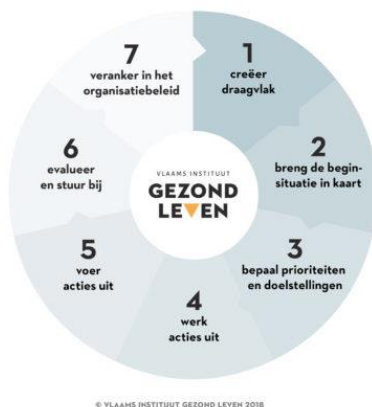 1
creëer
draagvlak
2
breng de begin-
situatie in kaart
3
bepaal prioriteiten
en doelstellingen
4
werk
acties uit
5
voer
acties uit
6
evalueer
en stuur bij
7
veranker in het
organisatiebeleid
VLAAMS INSTITUUT
GEZOND
LEVEN
© VLAAMS INSTITUUT GEZOND LEVEN 2018